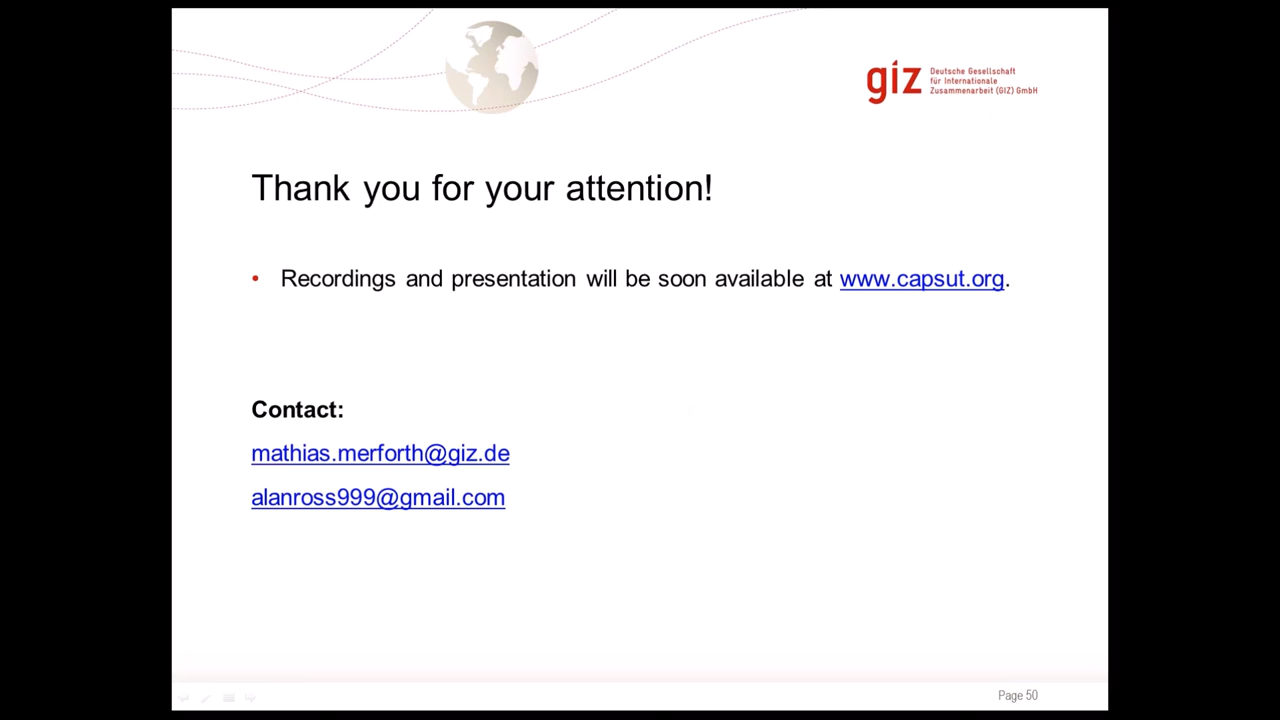 giz Deutsche Gesellschaft
für Internationale
Zusammenarbeit (GIZ) GmbH
Thank you for your attention!
• Recordings and presentation will be soon available at www.capsut.org.
Contact:
mathias.merforth@giz.de
alanross999@gmail.com
Page 50